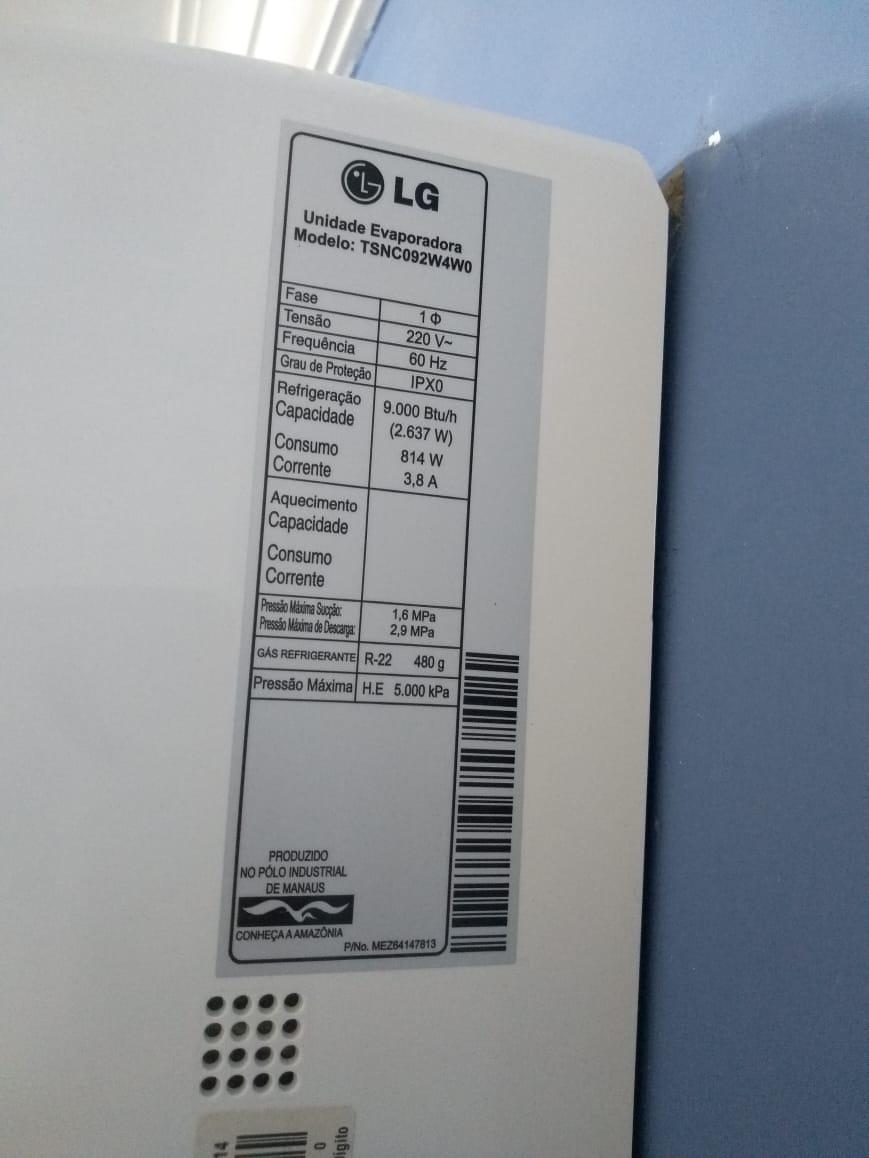 LG
Unidade Evaporadora
Modelo: TSNC092W4W0
Fase 1 Φ
Tensão 220 V~
Frequência 60 Hz
Grau de Proteção IPX0
Refrigeração
Capacidade 9.000 Btu/h
(2.637 W)
Consumo 814 W
Corrente 3,8 A
Aquecimento
Capacidade
Consumo
Corrente
Pressão Máxima Sucção: 1,6 MPa
Pressão Máxima de Descarga: 2,9 MPa
GÁS REFRIGERANTE R-22 480 g
Pressão Máxima H.E 5.000 kPa
PRODUZIDO
NO PÓLO INDUSTRIAL
DE MANAUS
CONHEÇA A AMAZÔNIA
P/No. MEZ64147813
14
0